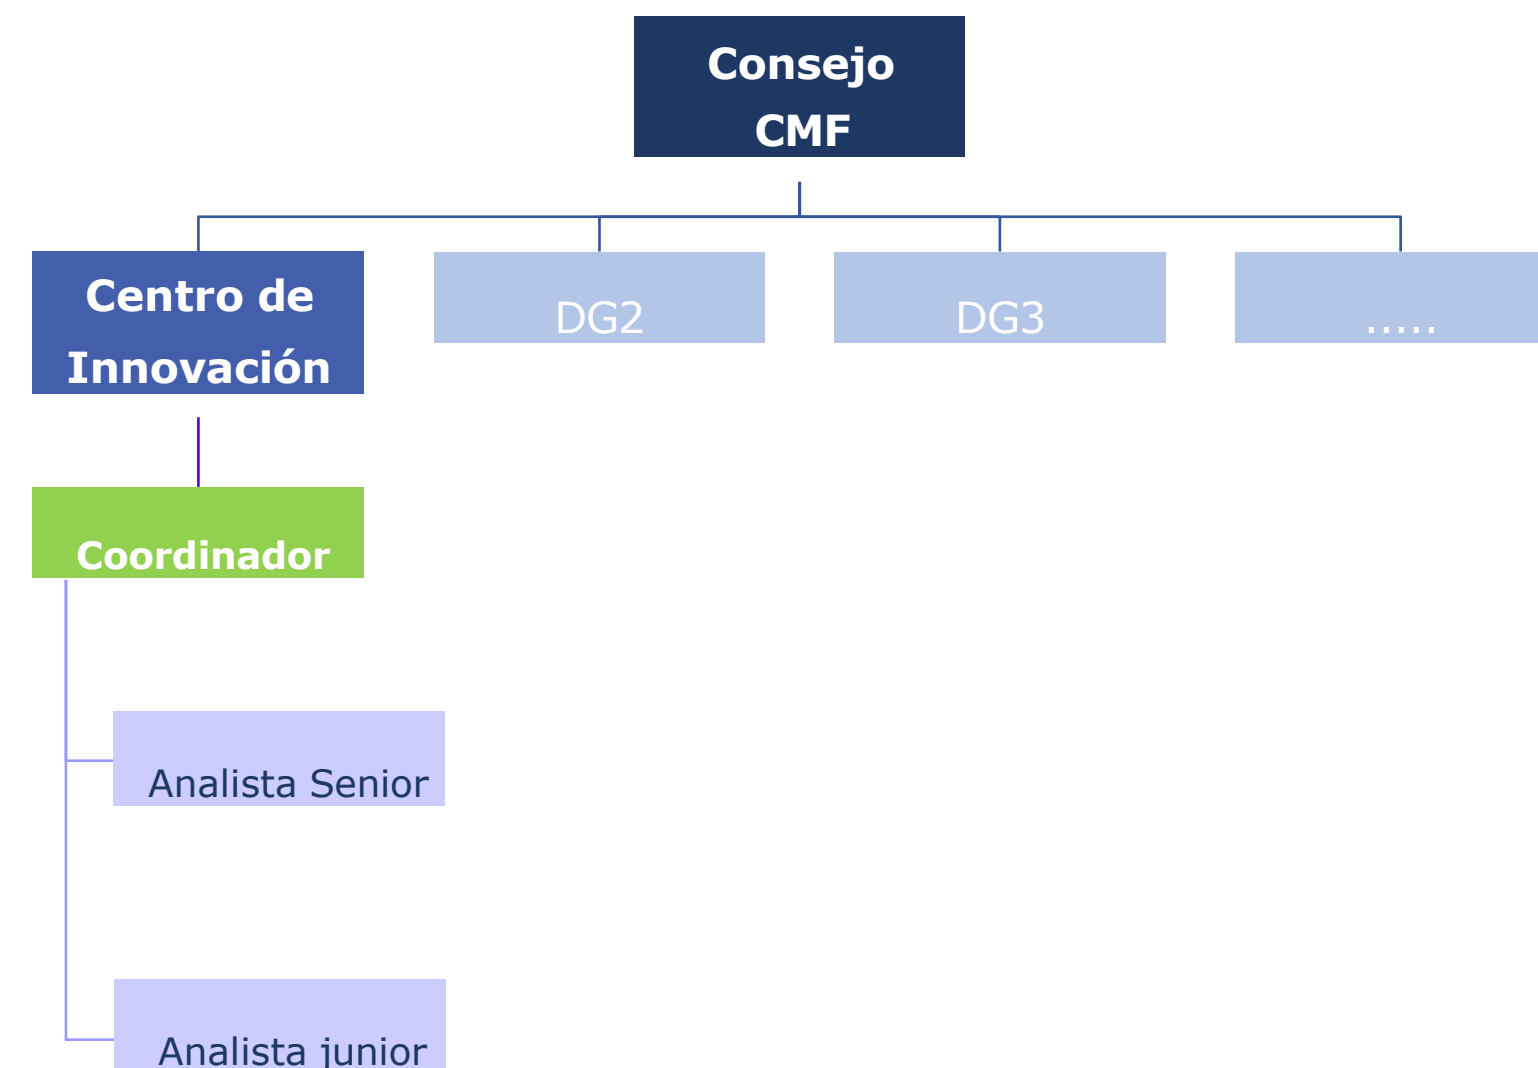 Consejo
CMF
Centro de
Innovación
DG2
DG3
.....
Coordinador
Analista Senior
Analista junior